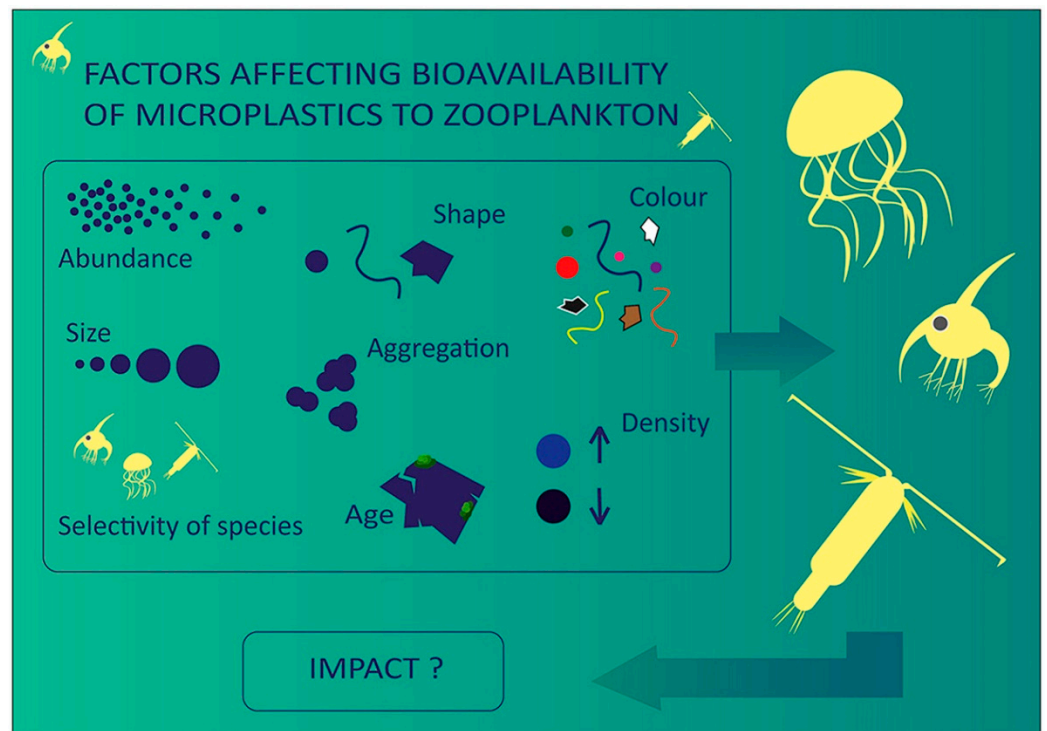 FACTORS AFFECTING BIOAVAILABILITY
OF MICROPLASTICS TO ZOOPLANKTON
Abundance
Shape
Colour
Size
Aggregation
Selectivity of species
Age
Density
IMPACT ?